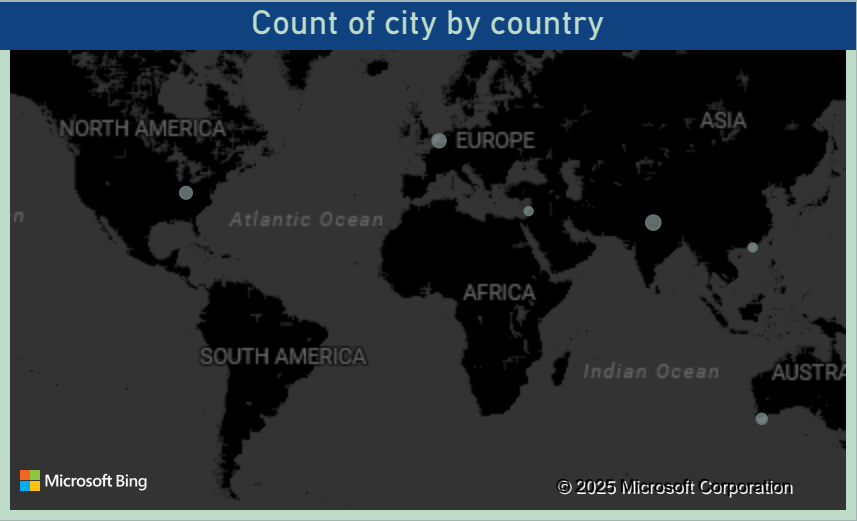 Count of city by country
NORTH AMERICA
EUROPE
ASIA
n
Atlantic Ocean
AFRICA
SOUTH AMERICA
Indian Ocean
AUSTRA
Microsoft Bing
© 2025 Microsoft Corporation